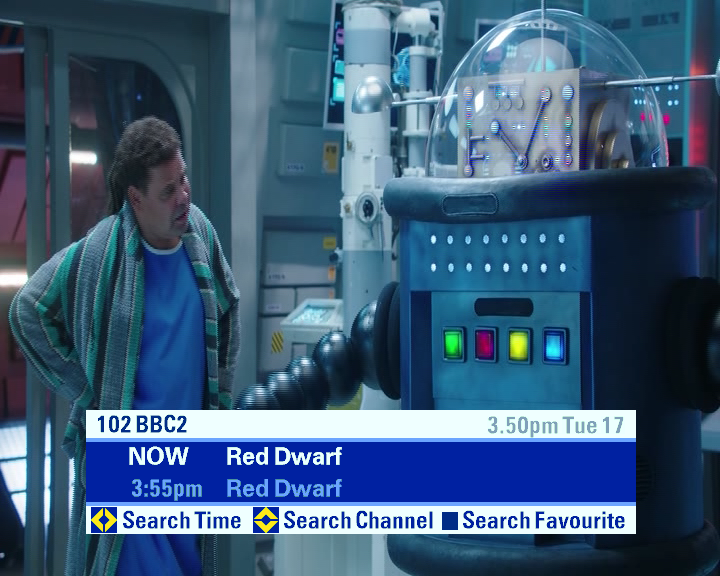 102 BBC2 3.50pm Tue 17
NOW Red Dwarf
3:55pm Red Dwarf
Search Time Search Channel Search Favourite